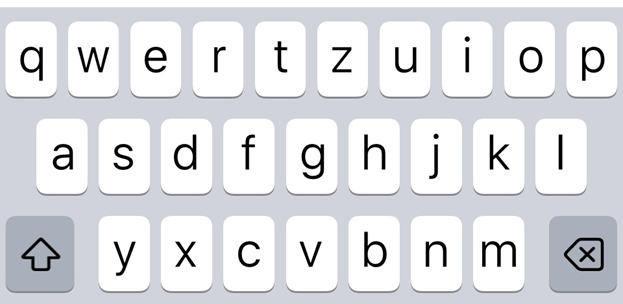 q w e r t z u i o p
a s d f g h j k l
y x c v b n m